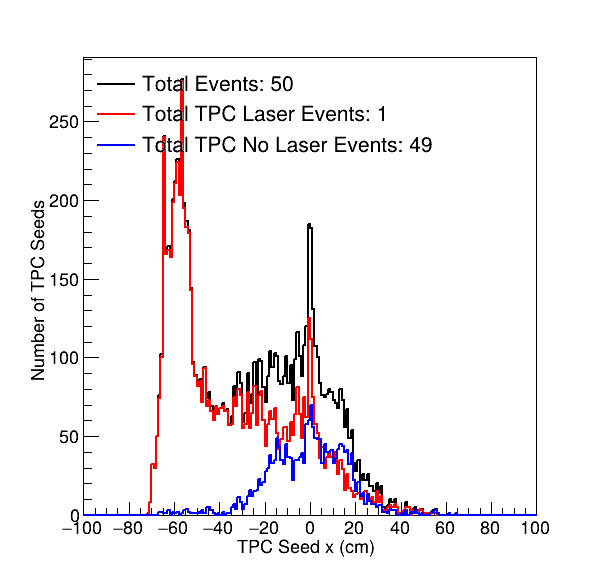 Total Events: 50
Total TPC Laser Events: 1
Total TPC No Laser Events: 49
Number of TPC Seeds
250
200
150
100
50
0
−100 −80 −60 −40 −20 0 20 40 60 80 100
TPC Seed x (cm)